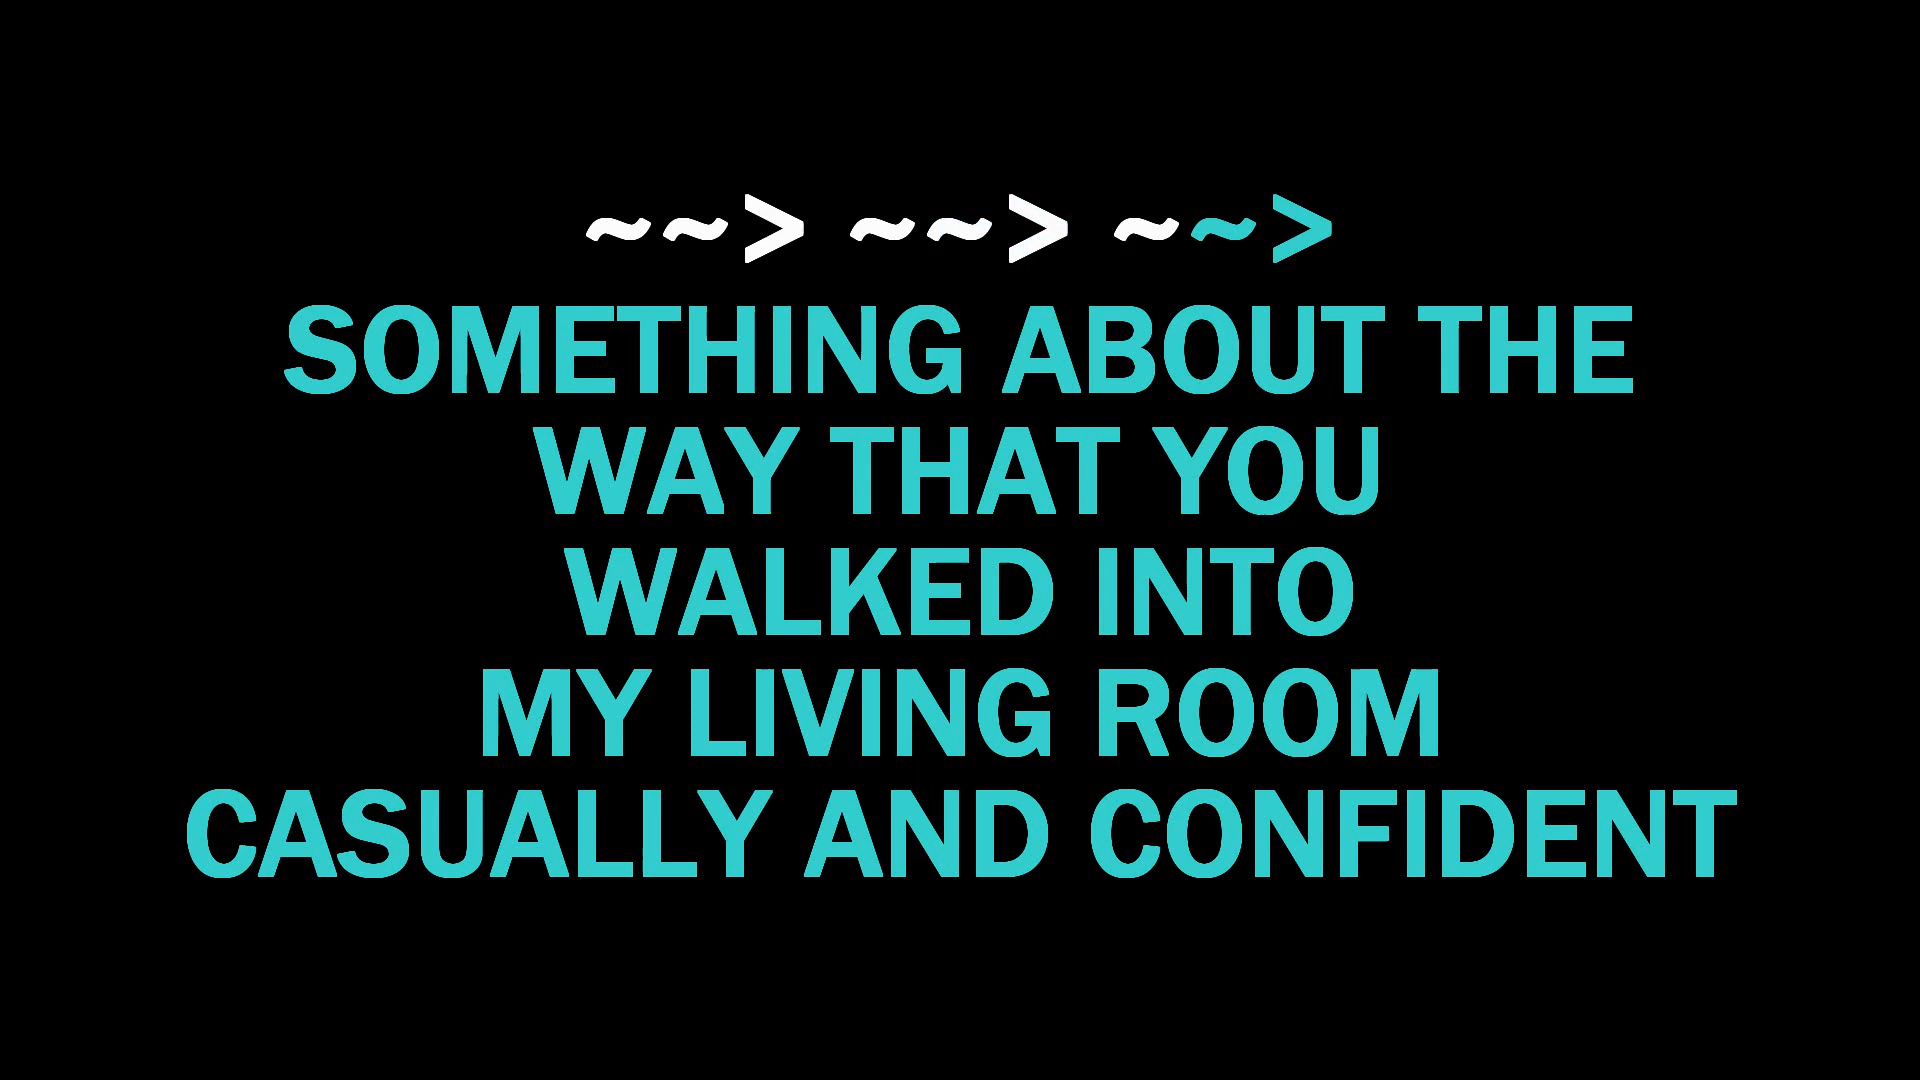 ~~> ~~> ~~>
SOMETHING ABOUT THE
WAY THAT YOU
WALKED INTO
MY LIVING ROOM
CASUALLY AND CONFIDENT